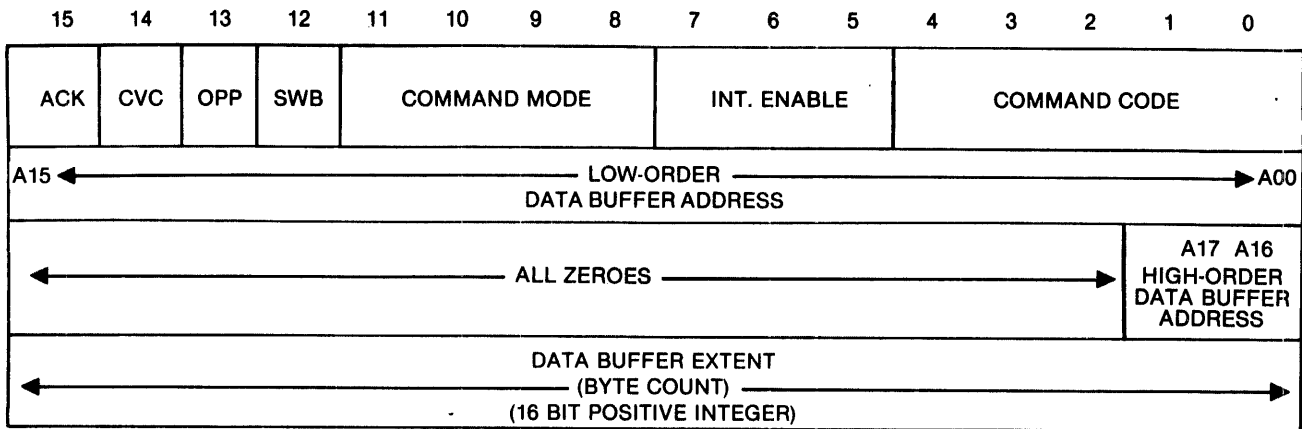 15 14 13 12 11 10 9 8 7 6 5 4 3 2 1 0
ACK CVC OPP SWB COMMAND MODE INT. ENABLE COMMAND CODE
A15 LOW-ORDER A00
DATA BUFFER ADDRESS
A17 A16
ALL ZEROES HIGH-ORDER
DATA BUFFER
ADDRESS
DATA BUFFER EXTENT
(BYTE COUNT)
(16 BIT POSITIVE INTEGER)